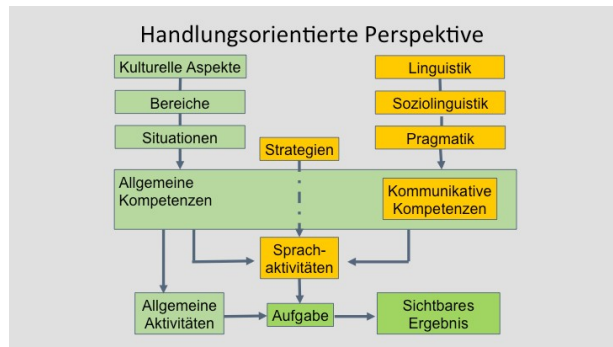 Handlungsorientierte Perspektive
Kulturelle Aspekte
Linguistik
Bereiche
Soziolinguistik
Situationen
Pragmatik
Strategien
Allgemeine
Kompetenzen
Kommunikative
Kompetenzen
Sprach-
aktivitäten
Allgemeine
Aktivitäten
Aufgabe
Sichtbares
Ergebnis